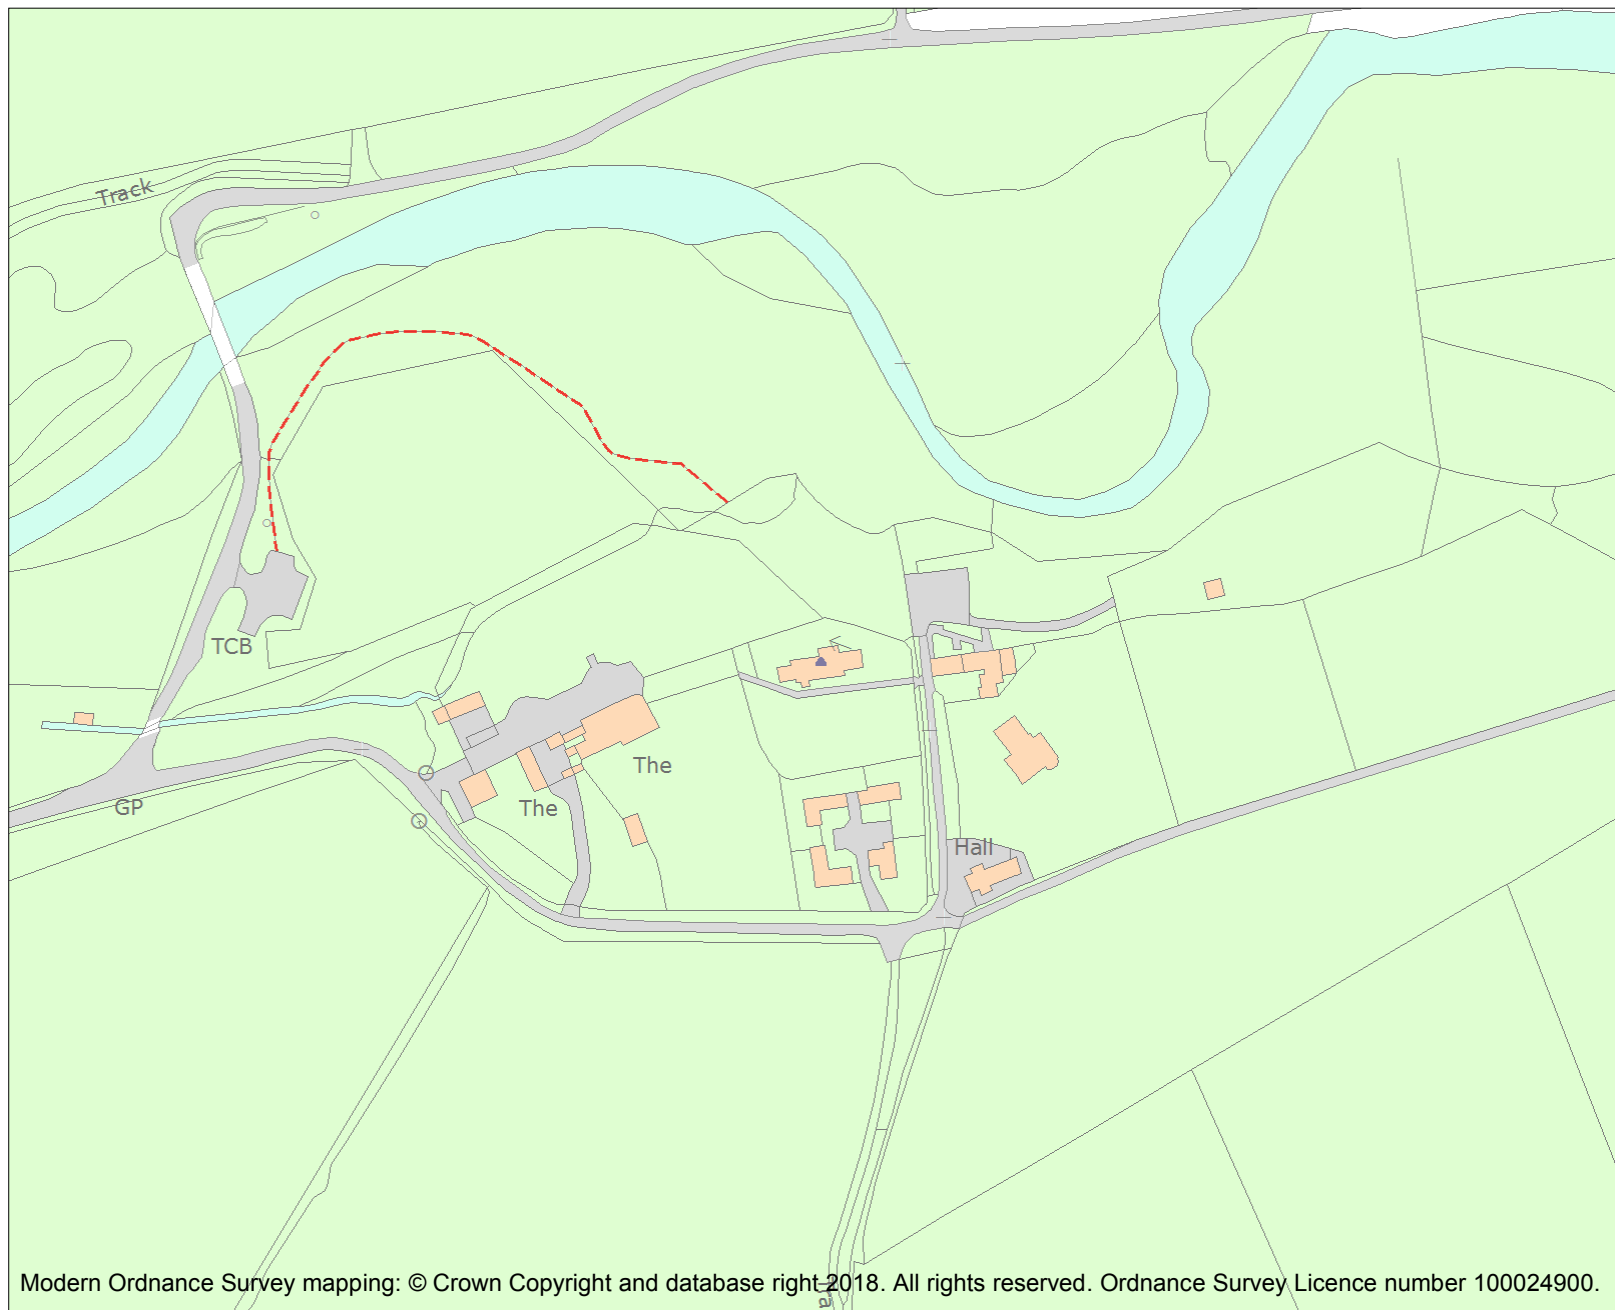 Track
TCB
The
The
GP
Hall
Modern Ordnance Survey mapping: © Crown Copyright and database right 2018. All rights reserved. Ordnance Survey Licence number 100024900.